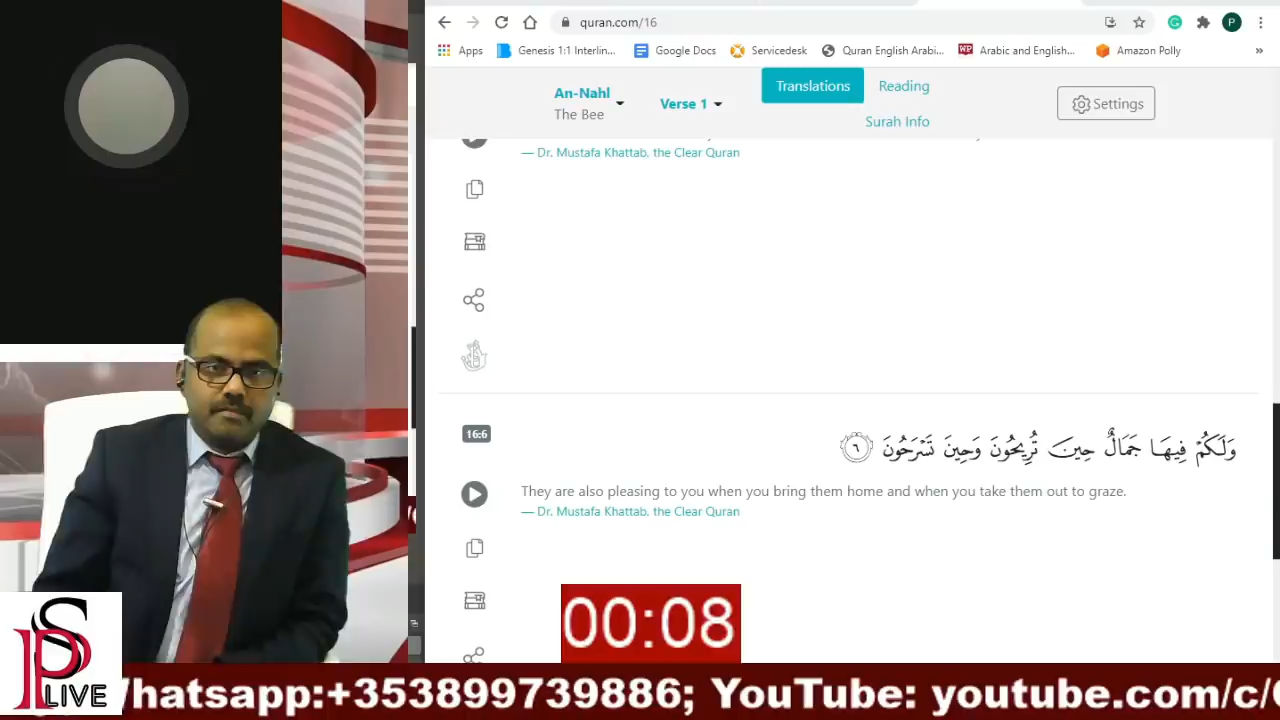 quran.com/16
P
Apps
Genesis 1:1 Interlin...
Google Docs
Servicedesk
Quran English Arabi...
Arabic and English...
Amazon Polly
»
An-Nahl
The Bee
Verse 1
Translations
Reading
Surah Info
Settings
— Dr. Mustafa Khattab, the Clear Quran
16:6
وَلَكُمْ فِيهَا جَمَالٌ حِينَ تُرِيحُونَ وَحِينَ تَسْرَحُونَ ٦
They are also pleasing to you when you bring them home and when you take them out to graze.
— Dr. Mustafa Khattab, the Clear Quran
00:08
SP LIVE
Whatsapp:+353899739886; YouTube: youtube.com/c/